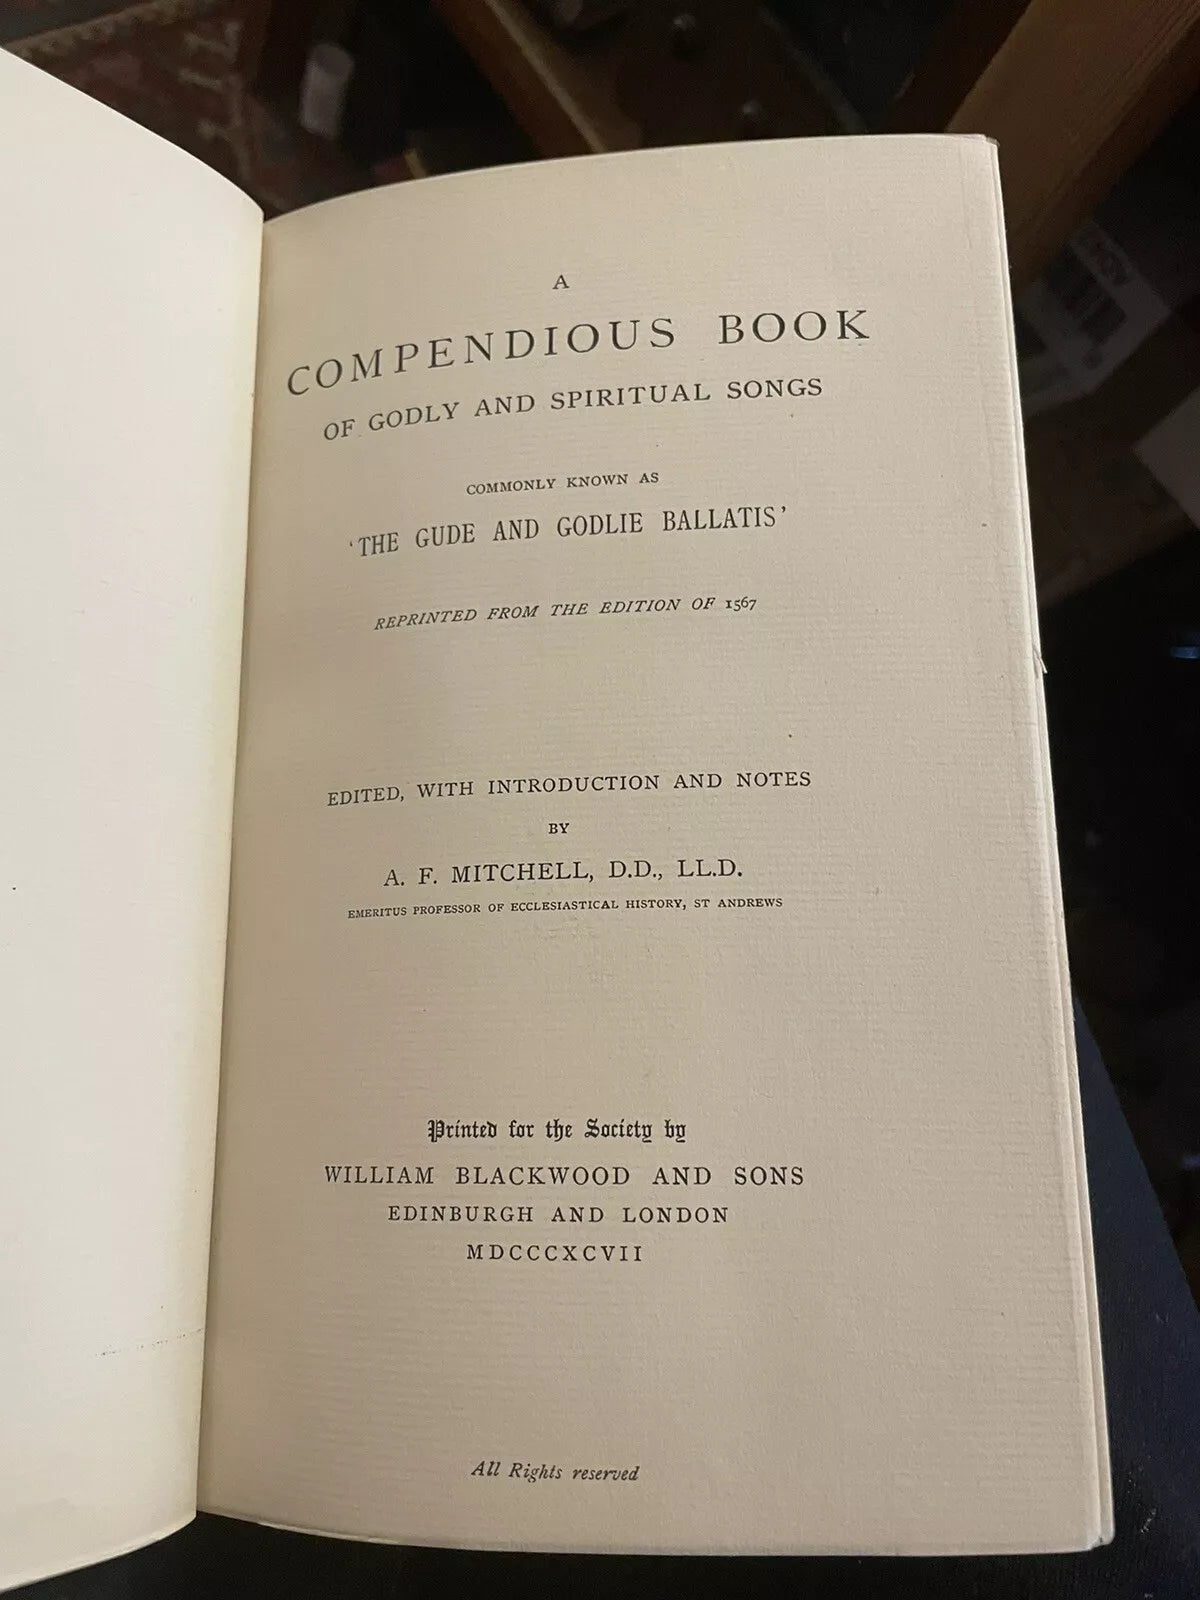 A
COMPENDIOUS BOOK
OF GODLY AND SPIRITUAL SONGS
COMMONLY KNOWN AS
'THE GUDE AND GODLIE BALLATIS'
REPRINTED FROM THE EDITION OF 1567
EDITED, WITH INTRODUCTION AND NOTES
BY
A. F. MITCHELL, D.D., LL.D.
EMERITUS PROFESSOR OF ECCLESIASTICAL HISTORY, ST ANDREWS
Printed for the Society by
WILLIAM BLACKWOOD AND SONS
EDINBURGH AND LONDON
MDCCCXCVII
All Rights reserved